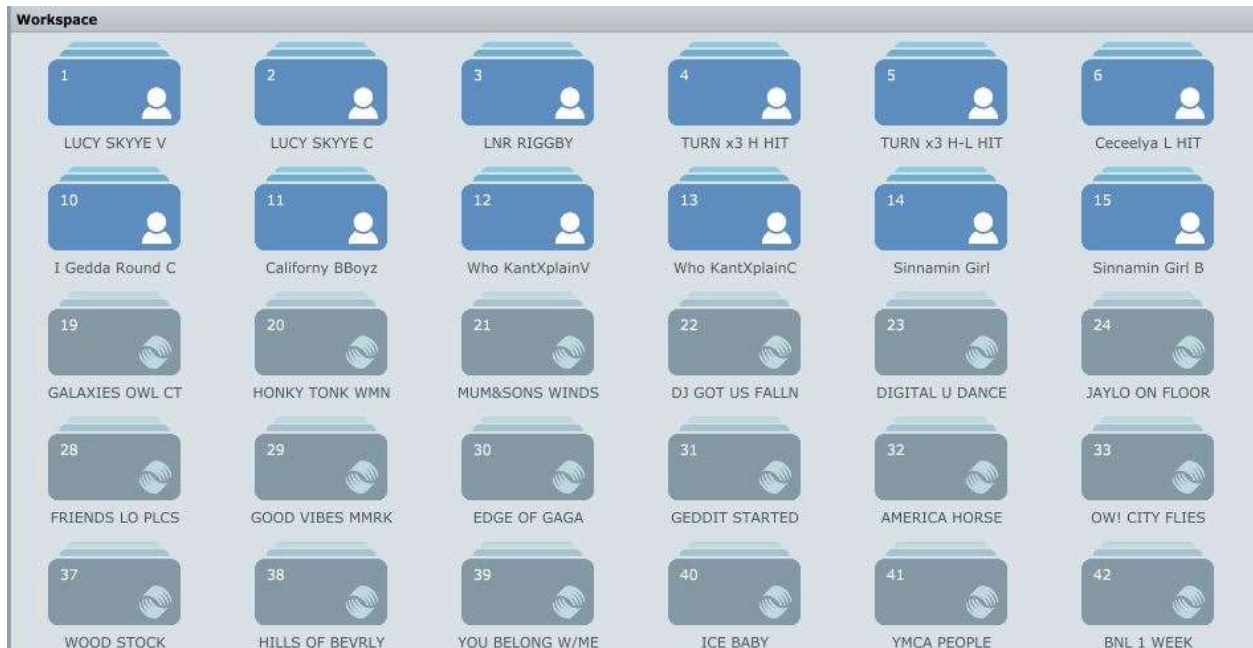 Workspace
1 2 3 4 5 6
LUCY SKYYE V LUCY SKYYE C LNR RIGGBY TURN x3 H HIT TURN x3 H-L HIT Ceceelya L HIT
10 11 12 13 14 15
I Gedda Round C Californy BBoyz Who KantXplainV Who KantXplainC Sinnamin Girl Sinnamin Girl B
19 20 21 22 23 24
GALAXIES OWL CT HONKY TONK WMN MUM&SONS WINDS DJ GOT US FALLN DIGITAL U DANCE JAYLO ON FLOOR
28 29 30 31 32 33
FRIENDS LO PLCS GOOD VIBES MMRK EDGE OF GAGA GEDDIT STARTED AMERICA HORSE OW! CITY FLIES
37 38 39 40 41 42
WOOD STOCK HILLS OF BEVRLY YOU BELONG W/ME ICE BABY YMCA PEOPLE BNL 1 WEEK